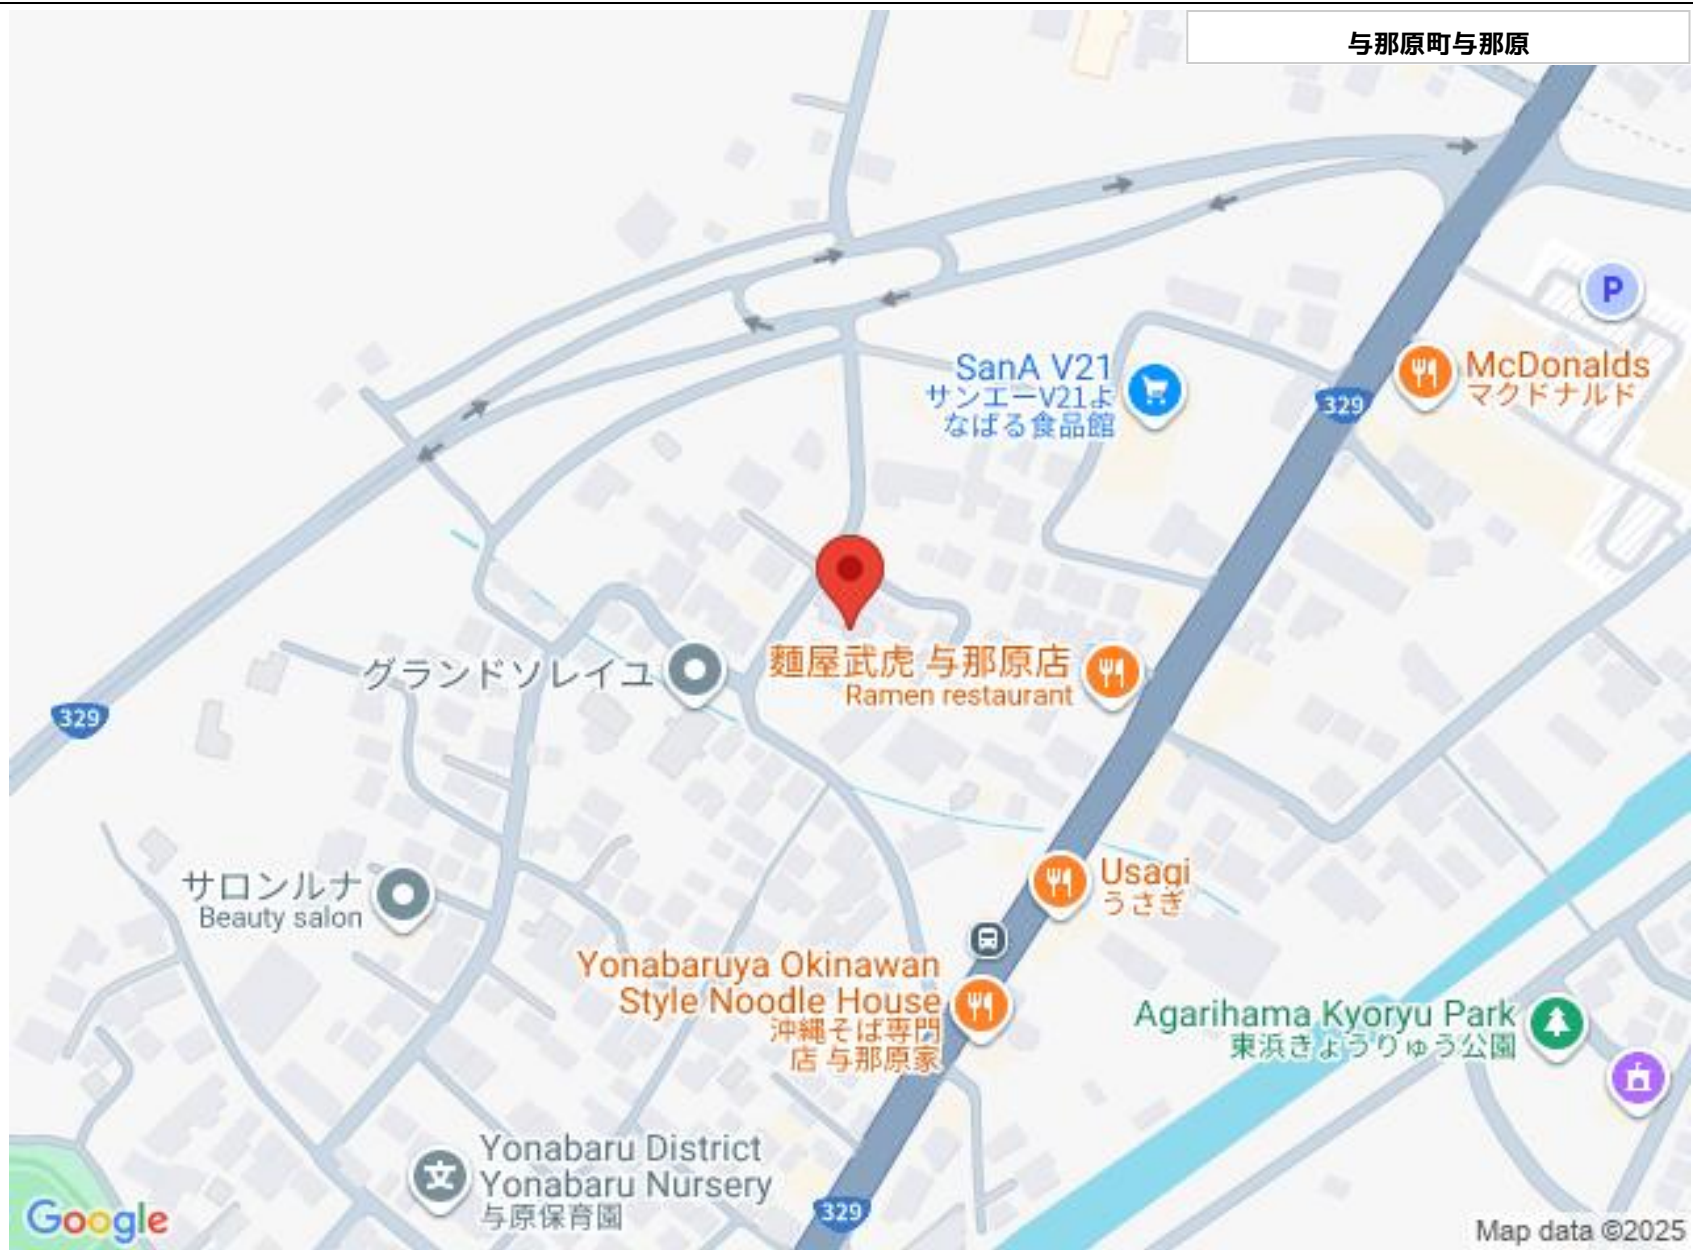 与那原町与那原
P
SanA V21
サンエーV21よ
なばる食品館
McDonalds
マクドナルド
329
グランドソレイユ
麵屋武虎 与那原店
Ramen restaurant
329
サロンルナ
Beauty salon
Usagi
うさぎ
Yonabaruya Okinawan
Style Noodle House
沖縄そば専門
店 与那原家
Agarihama Kyoryu Park
東浜きょうりゅう公園
文
Yonabaru District
Yonabaru Nursery
与原保育園
329
Google
Map data ©2025